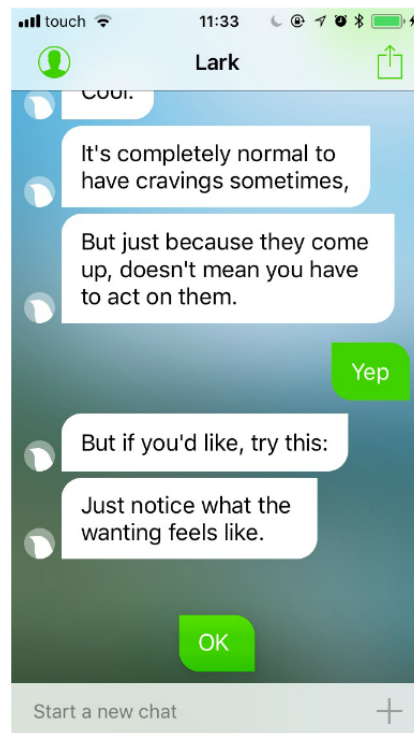 touch 11:33
Lark
Cool.
It's completely normal to
have cravings sometimes,
But just because they come
up, doesn't mean you have
to act on them.
Yep
But if you'd like, try this:
Just notice what the
wanting feels like.
OK
Start a new chat